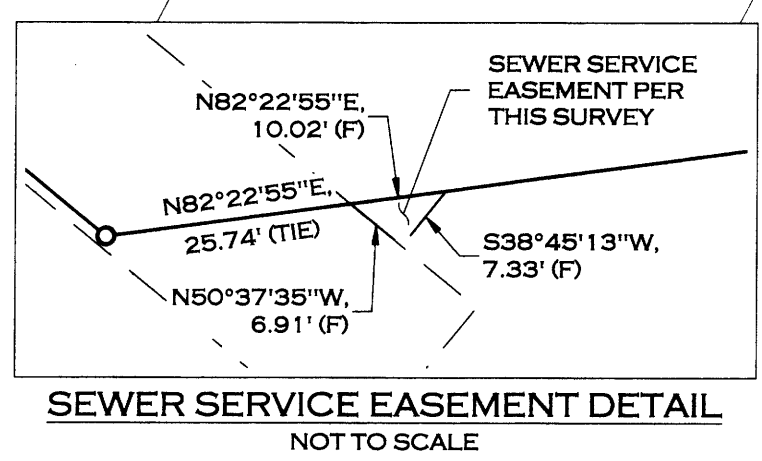 SEWER SERVICE
EASEMENT PER
THIS SURVEY
N82°22'55"E,
10.02' (F)
N82°22'55"E,
25.74' (TIE)
S38°45'13"W,
7.33' (F)
N50°37'35"W,
6.91' (F)
SEWER SERVICE EASEMENT DETAIL
NOT TO SCALE